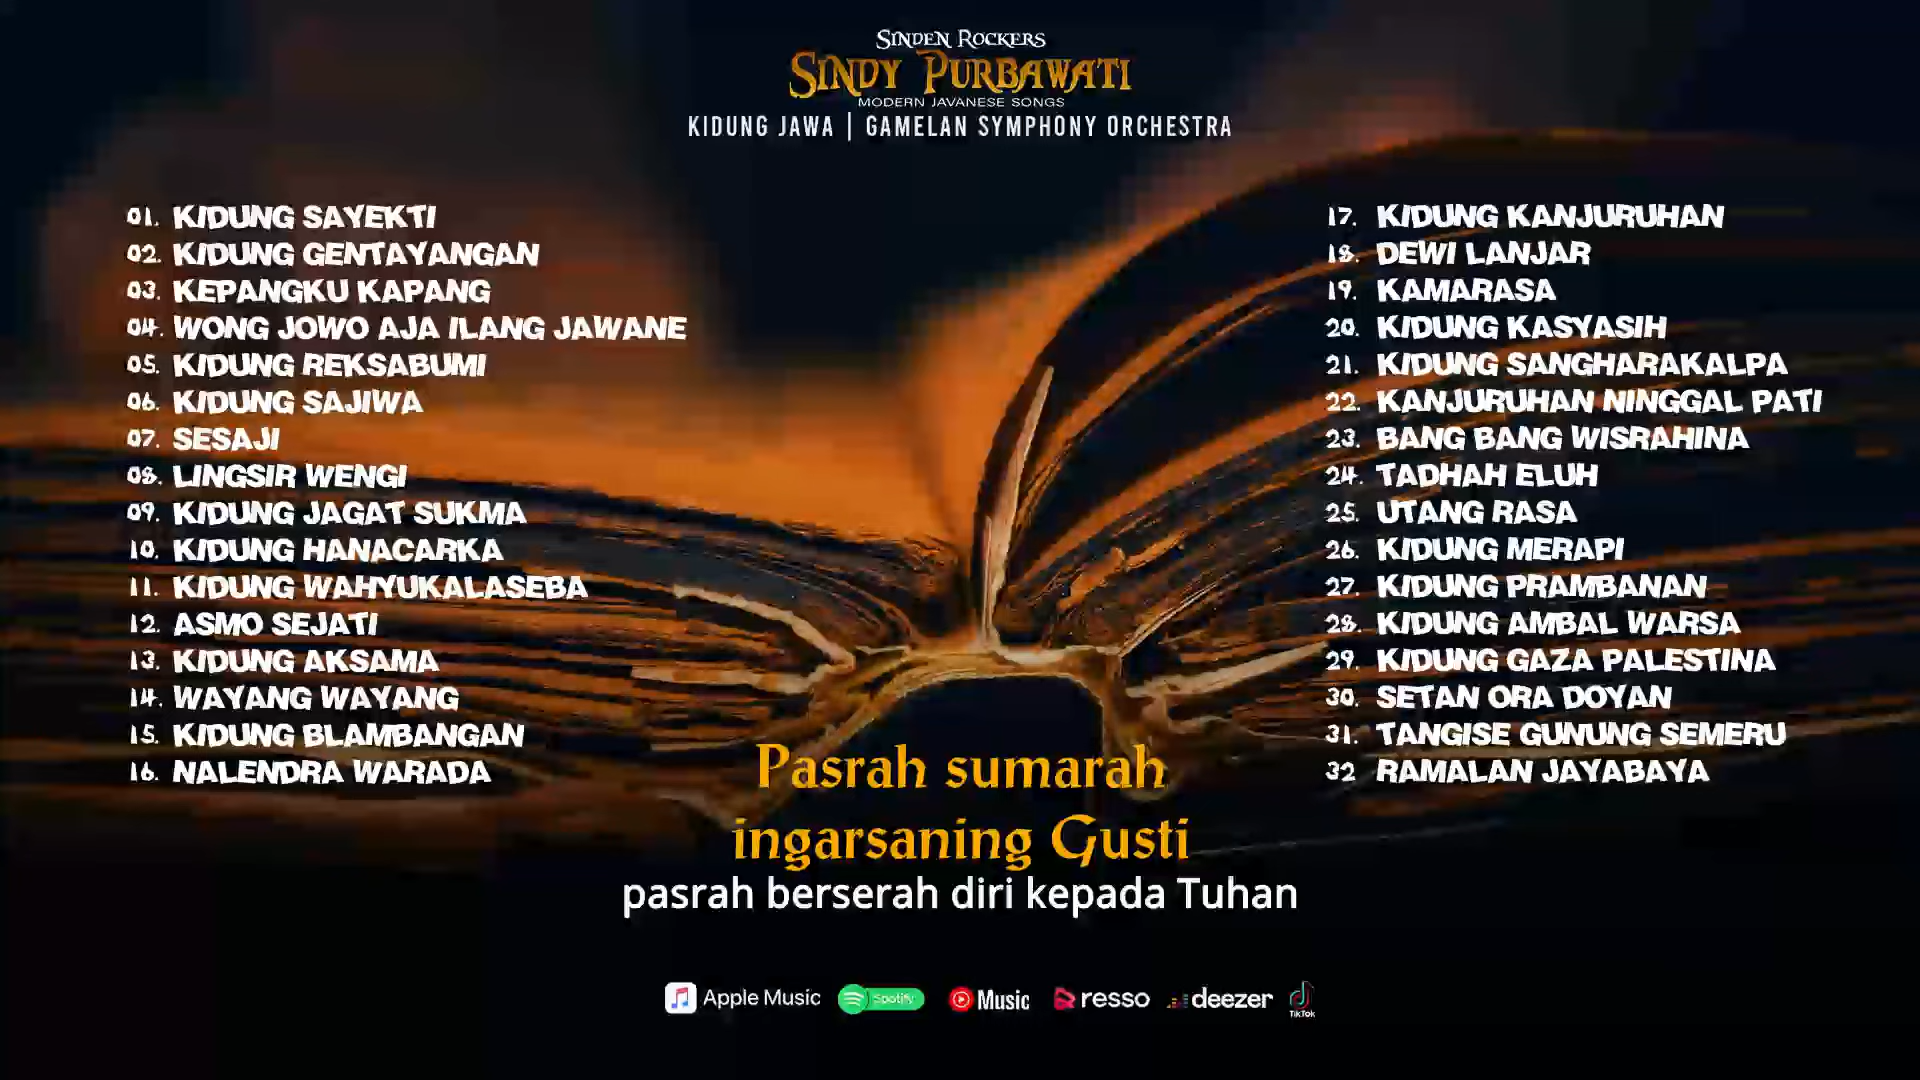 SINDEN ROCKERS
SINDY PURBAWATI
MODERN JAVANESE SONGS
KIDUNG JAWA | GAMELAN SYMPHONY ORCHESTRA
01. KIDUNG SAYEKTI
02. KIDUNG GENTAYANGAN
03. KEPANGKU KAPANG
04. WONG JOWO AJA ILANG JAWANE
05. KIDUNG REKSABUMI
06. KIDUNG SAJIWA
07. SESAJI
08. LINGSIR WENGI
09. KIDUNG JAGAT SUKMA
10. KIDUNG HANACARKA
11. KIDUNG WAHYUKALASEBA
12. ASMO SEJATI
13. KIDUNG AKSAMA
14. WAYANG WAYANG
15. KIDUNG BLAMBANGAN
16. NALENDRA WARADA
17. KIDUNG KANJURUHAN
18. DEWI LANJAR
19. KAMARASA
20. KIDUNG KASYASIH
21. KIDUNG SANGHARAKALPA
22. KANJURUHAN NINGGAL PATI
23. BANG BANG WISRAHINA
24. TADHAH ELUH
25. UTANG RASA
26. KIDUNG MERAPI
27. KIDUNG PRAMBANAN
28. KIDUNG AMBAL WARSA
29. KIDUNG GAZA PALESTINA
30. SETAN ORA DOYAN
31. TANGISE GUNUNG SEMERU
32 RAMALAN JAYABAYA
Pasrah sumarah
ingarsaning Gusti
pasrah berserah diri kepada Tuhan
Apple Music Spotify Music resso deezer TikTok